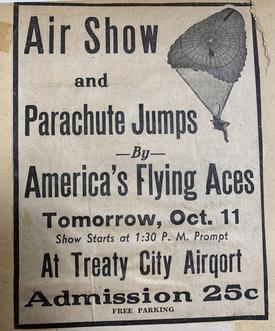 Air Show
and
Parachute Jumps
—By—
America's Flying Aces
Tomorrow, Oct. 11
Show Starts at 1:30 P. M. Prompt
At Treaty City Airqort
Admission 25c
FREE PARKING